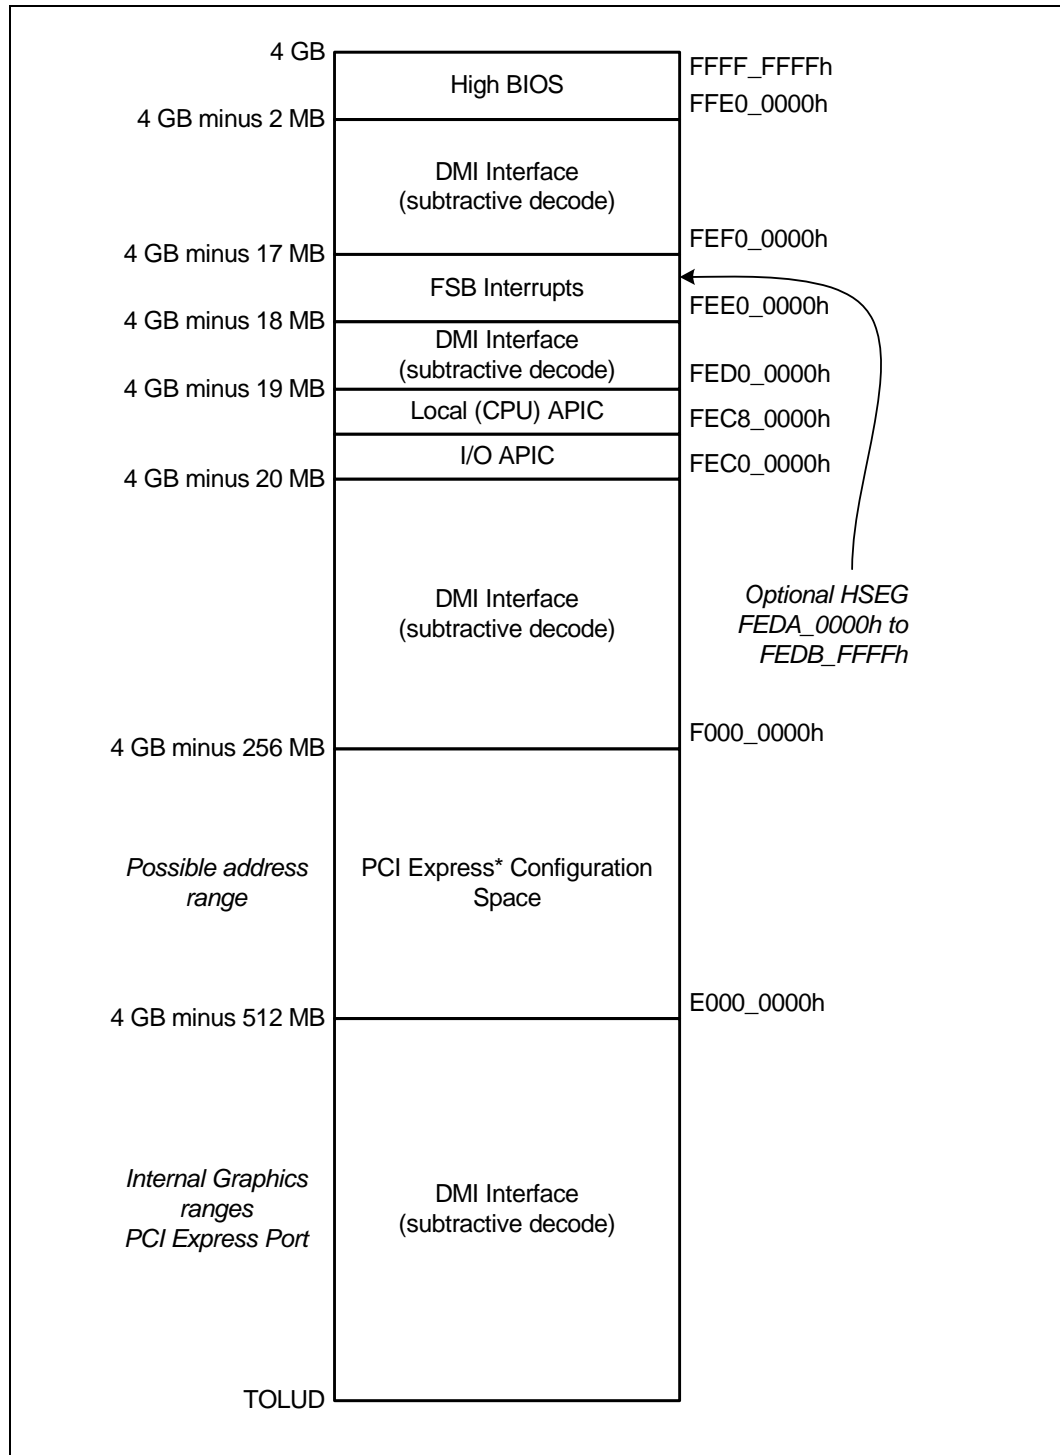 4 GB
FFFF_FFFFh
High BIOS
FFE0_0000h
4 GB minus 2 MB
DMI Interface
(subtractive decode)
FEF0_0000h
4 GB minus 17 MB
FSB Interrupts
FEE0_0000h
4 GB minus 18 MB
DMI Interface
(subtractive decode)
FED0_0000h
4 GB minus 19 MB
Local (CPU) APIC
FEC8_0000h
I/O APIC
FEC0_0000h
4 GB minus 20 MB
DMI Interface
(subtractive decode)
Optional HSEG
FEDA_0000h to
FEDB_FFFFh
F000_0000h
4 GB minus 256 MB
Possible address
range
PCI Express* Configuration
Space
E000_0000h
4 GB minus 512 MB
Internal Graphics
ranges
PCI Express Port
DMI Interface
(subtractive decode)
TOLUD